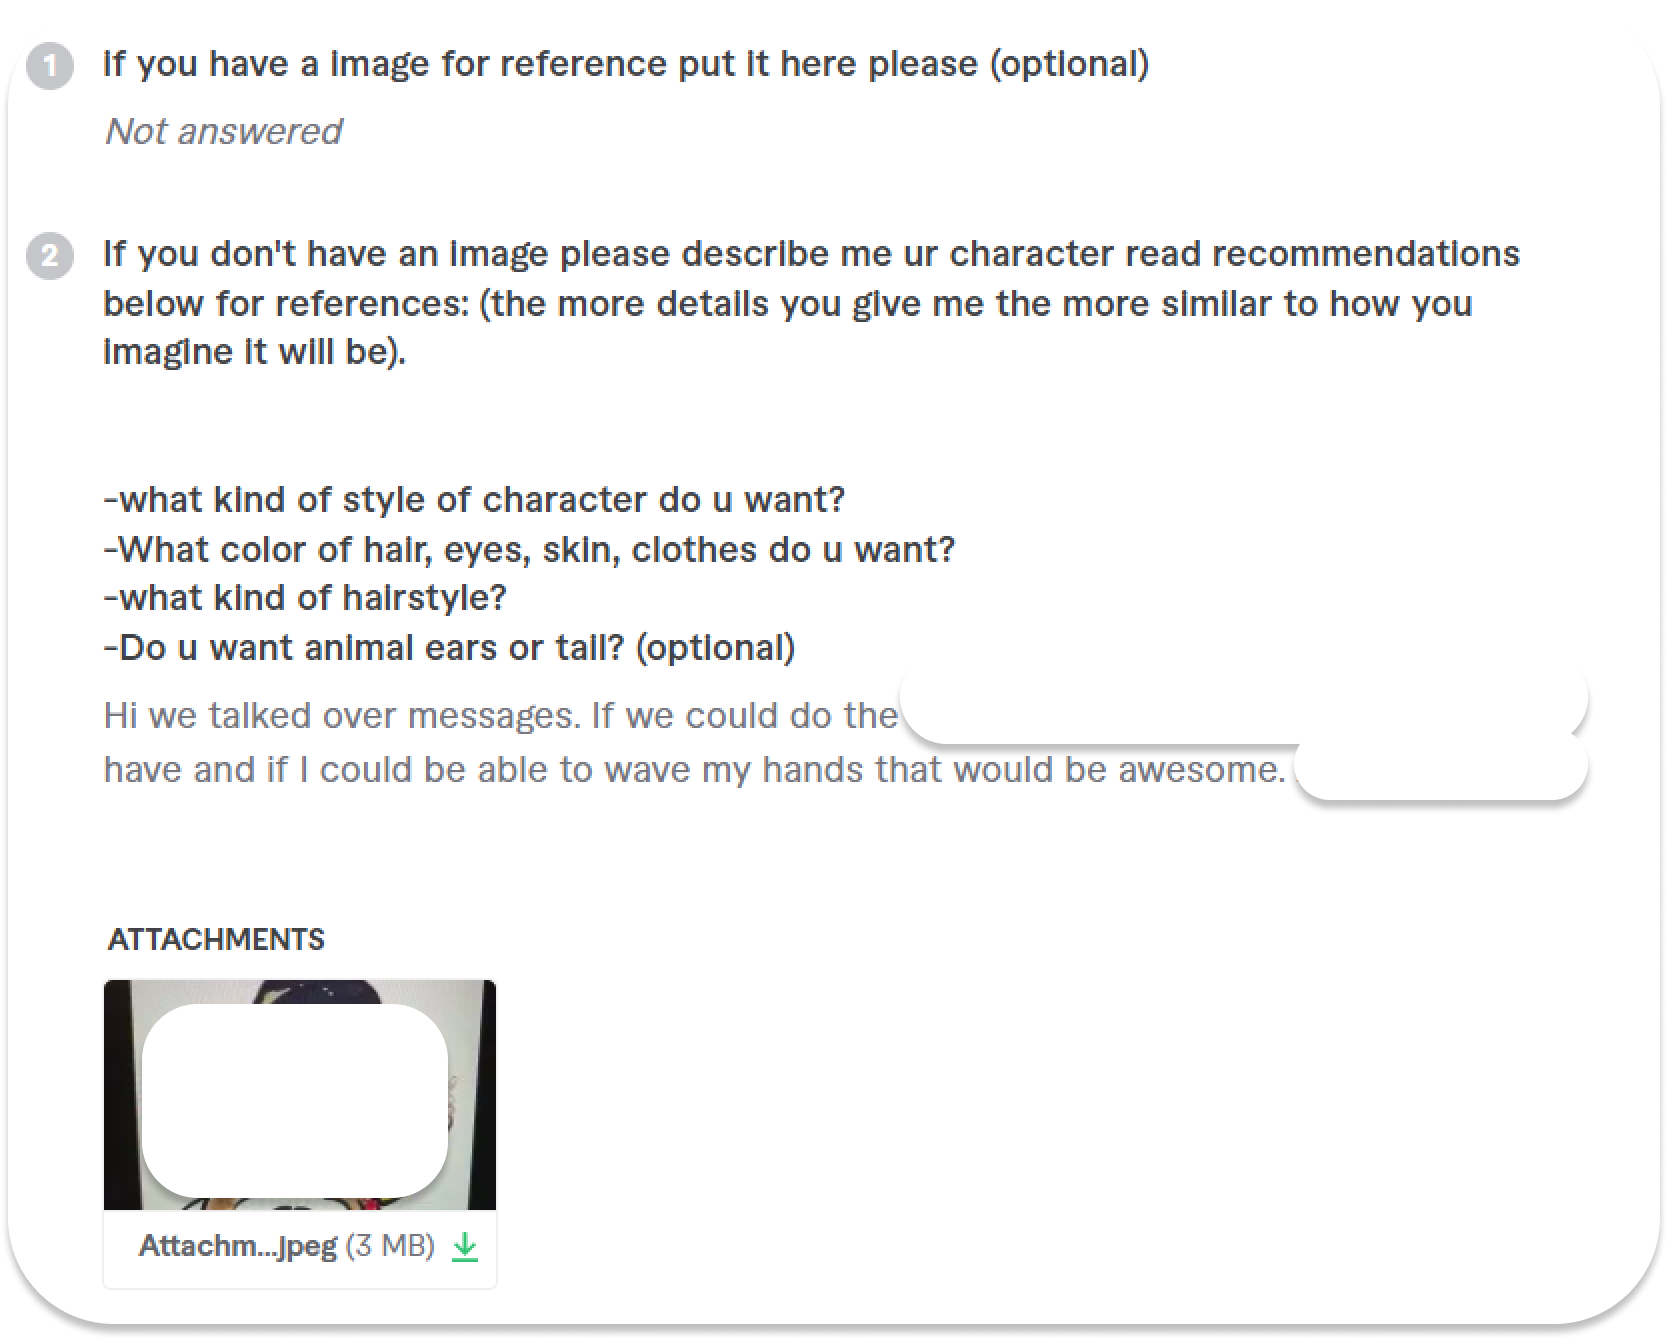 1 If you have a image for reference put it here please (optional)
Not answered
2 If you don't have an image please describe me ur character read recommendations
below for references: (the more details you give me the more similar to how you
imagine it will be).
-what kind of style of character do u want?
-What color of hair, eyes, skin, clothes do u want?
-what kind of hairstyle?
-Do u want animal ears or tail? (optional)
Hi we talked over messages. If we could do the
have and if I could be able to wave my hands that would be awesome.
ATTACHMENTS
Attachm...jpeg (3 MB)